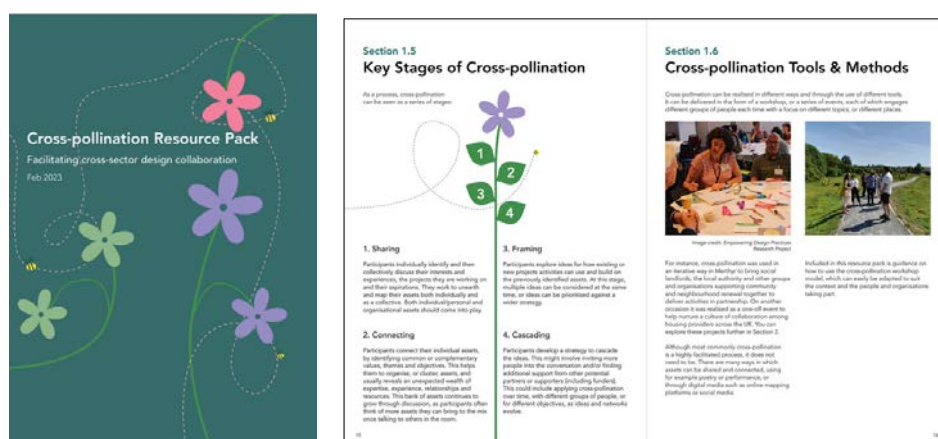 Cross-pollination Resource Pack
Facilitating cross-sector design collaboration
Feb 2023
Section 1.5
Key Stages of Cross-pollination
As a process, cross-pollination
can be seen as a series of stages:
1
2
3
4
1. Sharing
Participants individually identify and then
collectively discuss their interests and
experiences, the projects they are working on
and their aspirations. They work to unearth
and map their assets both individually and
as a collective. Both individual/personal and
organisational assets should come into play.
2. Connecting
Participants connect their individual assets,
by identifying common or complementary
values, themes and objectives. This helps
them to organise, or cluster, assets, and
usually reveals an unexpected wealth of
expertise, experience, relationships and
resources. This bank of assets continues to
grow through discussion, as participants often
think of more assets they can bring to the mix
once talking to others in the room.
3. Framing
Participants explore ideas for how existing or
new projects activities can use and build on
the previously identified assets. At this stage,
multiple ideas can be considered at the same
time, or ideas can be prioritised against a
wider strategy.
4. Cascading
Participants develop a strategy to cascade
the ideas. This might involve inviting more
people into the conversation and/or finding
additional support from other potential
partners or supporters (including funders).
This could include applying cross-pollination
over time, with different groups of people, or
for different objectives, as ideas and networks
evolve.
Section 1.6
Cross-pollination Tools & Methods
Cross-pollination can be realised in different ways and through the use of different tools.
It can be delivered in the form of a workshop, or a series of events, each of which engages
different groups of people each time with a focus on different topics, or different places.
Image credit: Empowering Design Practices
Research Project
For instance, cross-pollination was used in
an iterative way in Merthyr to bring social
landlords, the local authority and other groups
and organisations supporting community
and neighbourhood renewal together to
deliver activities in partnership. On another
occasion it was realised as a one-off event to
help nurture a culture of collaboration among
housing providers across the UK. You can
explore these projects further in Section 2.
Although most commonly cross-pollination
is a highly facilitated process, it does not
need to be. There are many ways in which
assets can be shared and connected, using
for example poetry or performance, or
through digital media such as online mapping
platforms or social media.
Included in this resource pack is guidance on
how to use the cross-pollination workshop
model, which can easily be adapted to suit
the context and the people and organisations
taking part.